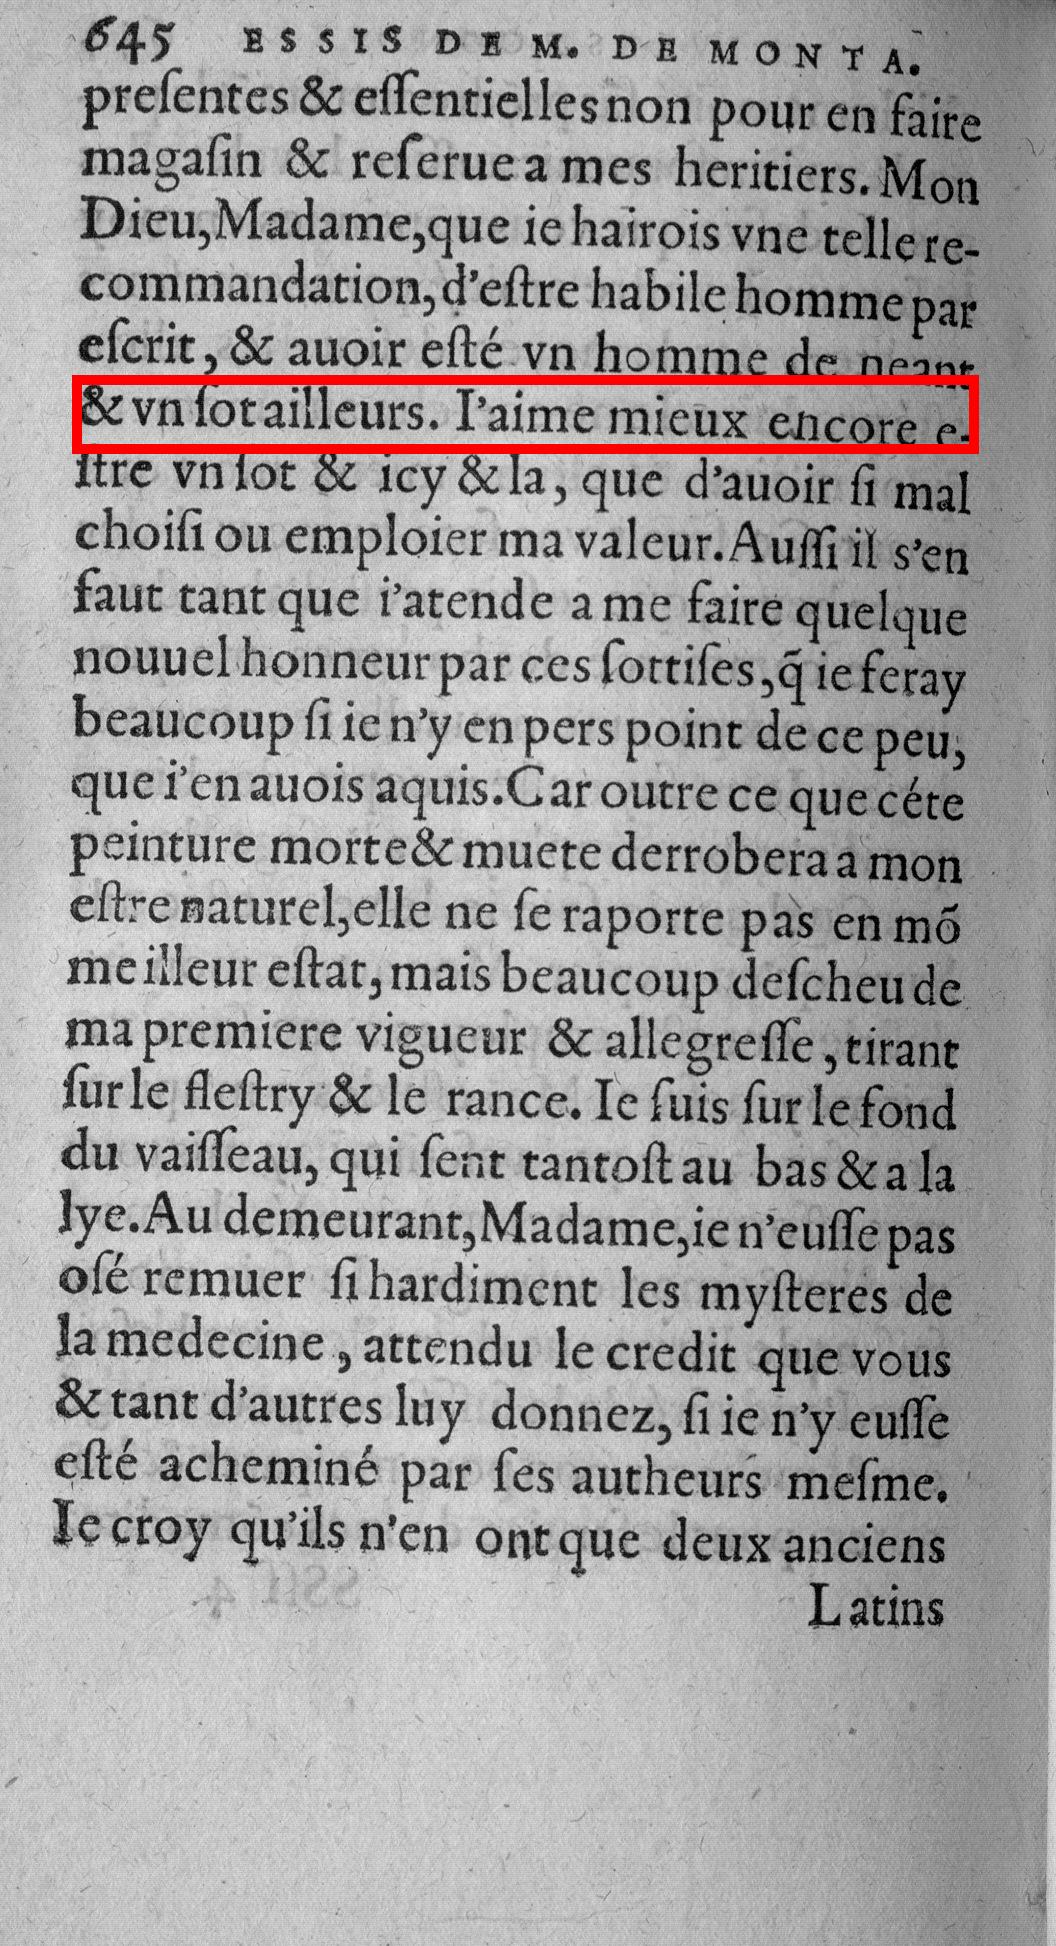 645 ESSIS DE M. DE MONTA.
preſentes & eſſentielles non pour en faire
magaſin & reſerue a mes heritiers. Mon
Dieu, Madame, que ie haïrois vne telle re-
commandation, d'eſtre habile homme par
eſcrit, & auoir eſté vn homme de neant
& vn ſot ailleurs. I'aime mieux encore e-
ſtre vn ſot & icy & la, que d'auoir ſi mal
choiſi ou emploier ma valeur. Auſſi il s'en
faut tant que i'atende a me faire quelque
nouuel honneur par ces ſottiſes, q̃ ie feray
beaucoup ſi ie n'y en pers point de ce peu,
que i'en auois aquis. Car outre ce que céte
peinture morte & muete derrobera a mon
eſtre naturel, elle ne ſe raporte pas en mõ
meilleur eſtat, mais beaucoup deſcheu de
ma premiere vigueur & allegreſſe, tirant
ſur le fleſtry & le rance. Ie ſuis ſur le fond
du vaiſſeau, qui ſent tantoſt au bas & a la
lye. Au demeurant, Madame, ie n'euſſe pas
oſé remuer ſi hardiment les myſteres de
la medecine, attendu le credit que vous
& tant d'autres luy donnez, ſi ie n'y euſſe
eſté acheminé par ſes autheurs meſme.
Ie croy qu'ils n'en ont que deux anciens
Latins